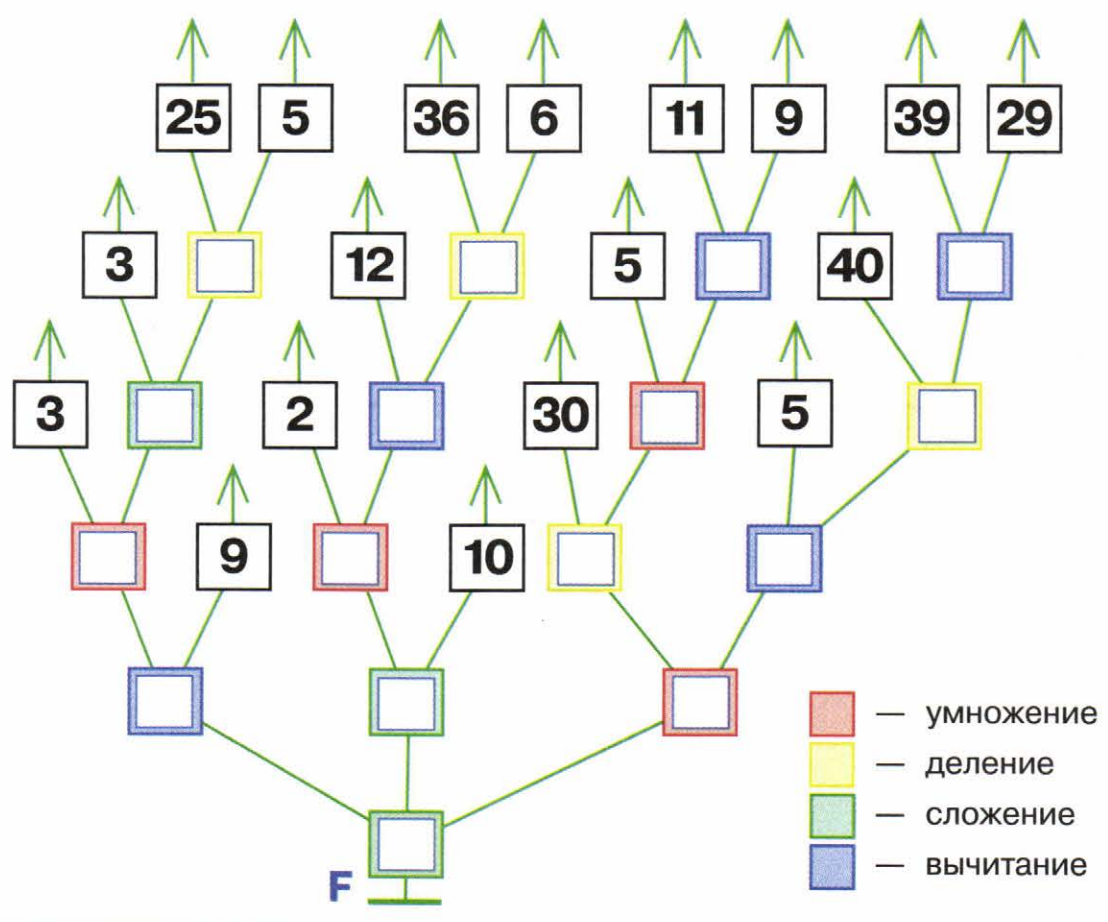 25 5 36 6 11 9 39 29
3 12 5 40
3 2 30 5
9 10
F
— умножение
— деление
— сложение
— вычитание